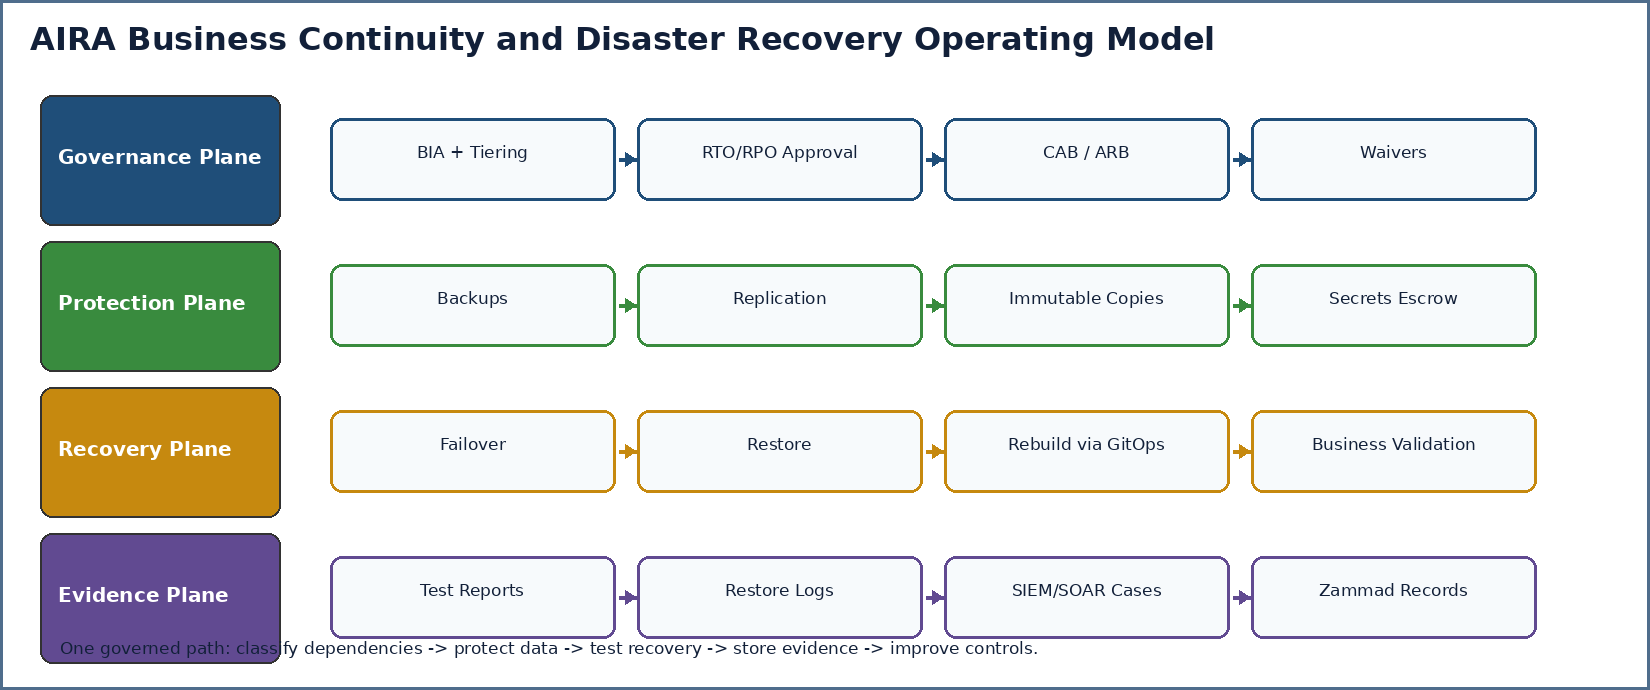 AIRA Business Continuity and Disaster Recovery Operating Model
Governance Plane
BIA + Tiering
RTO/RPO Approval
CAB / ARB
Waivers
Protection Plane
Backups
Replication
Immutable Copies
Secrets Escrow
Recovery Plane
Failover
Restore
Rebuild via GitOps
Business Validation
Evidence Plane
Test Reports
Restore Logs
SIEM/SOAR Cases
Zammad Records
One governed path: classify dependencies -> protect data -> test recovery -> store evidence -> improve controls.